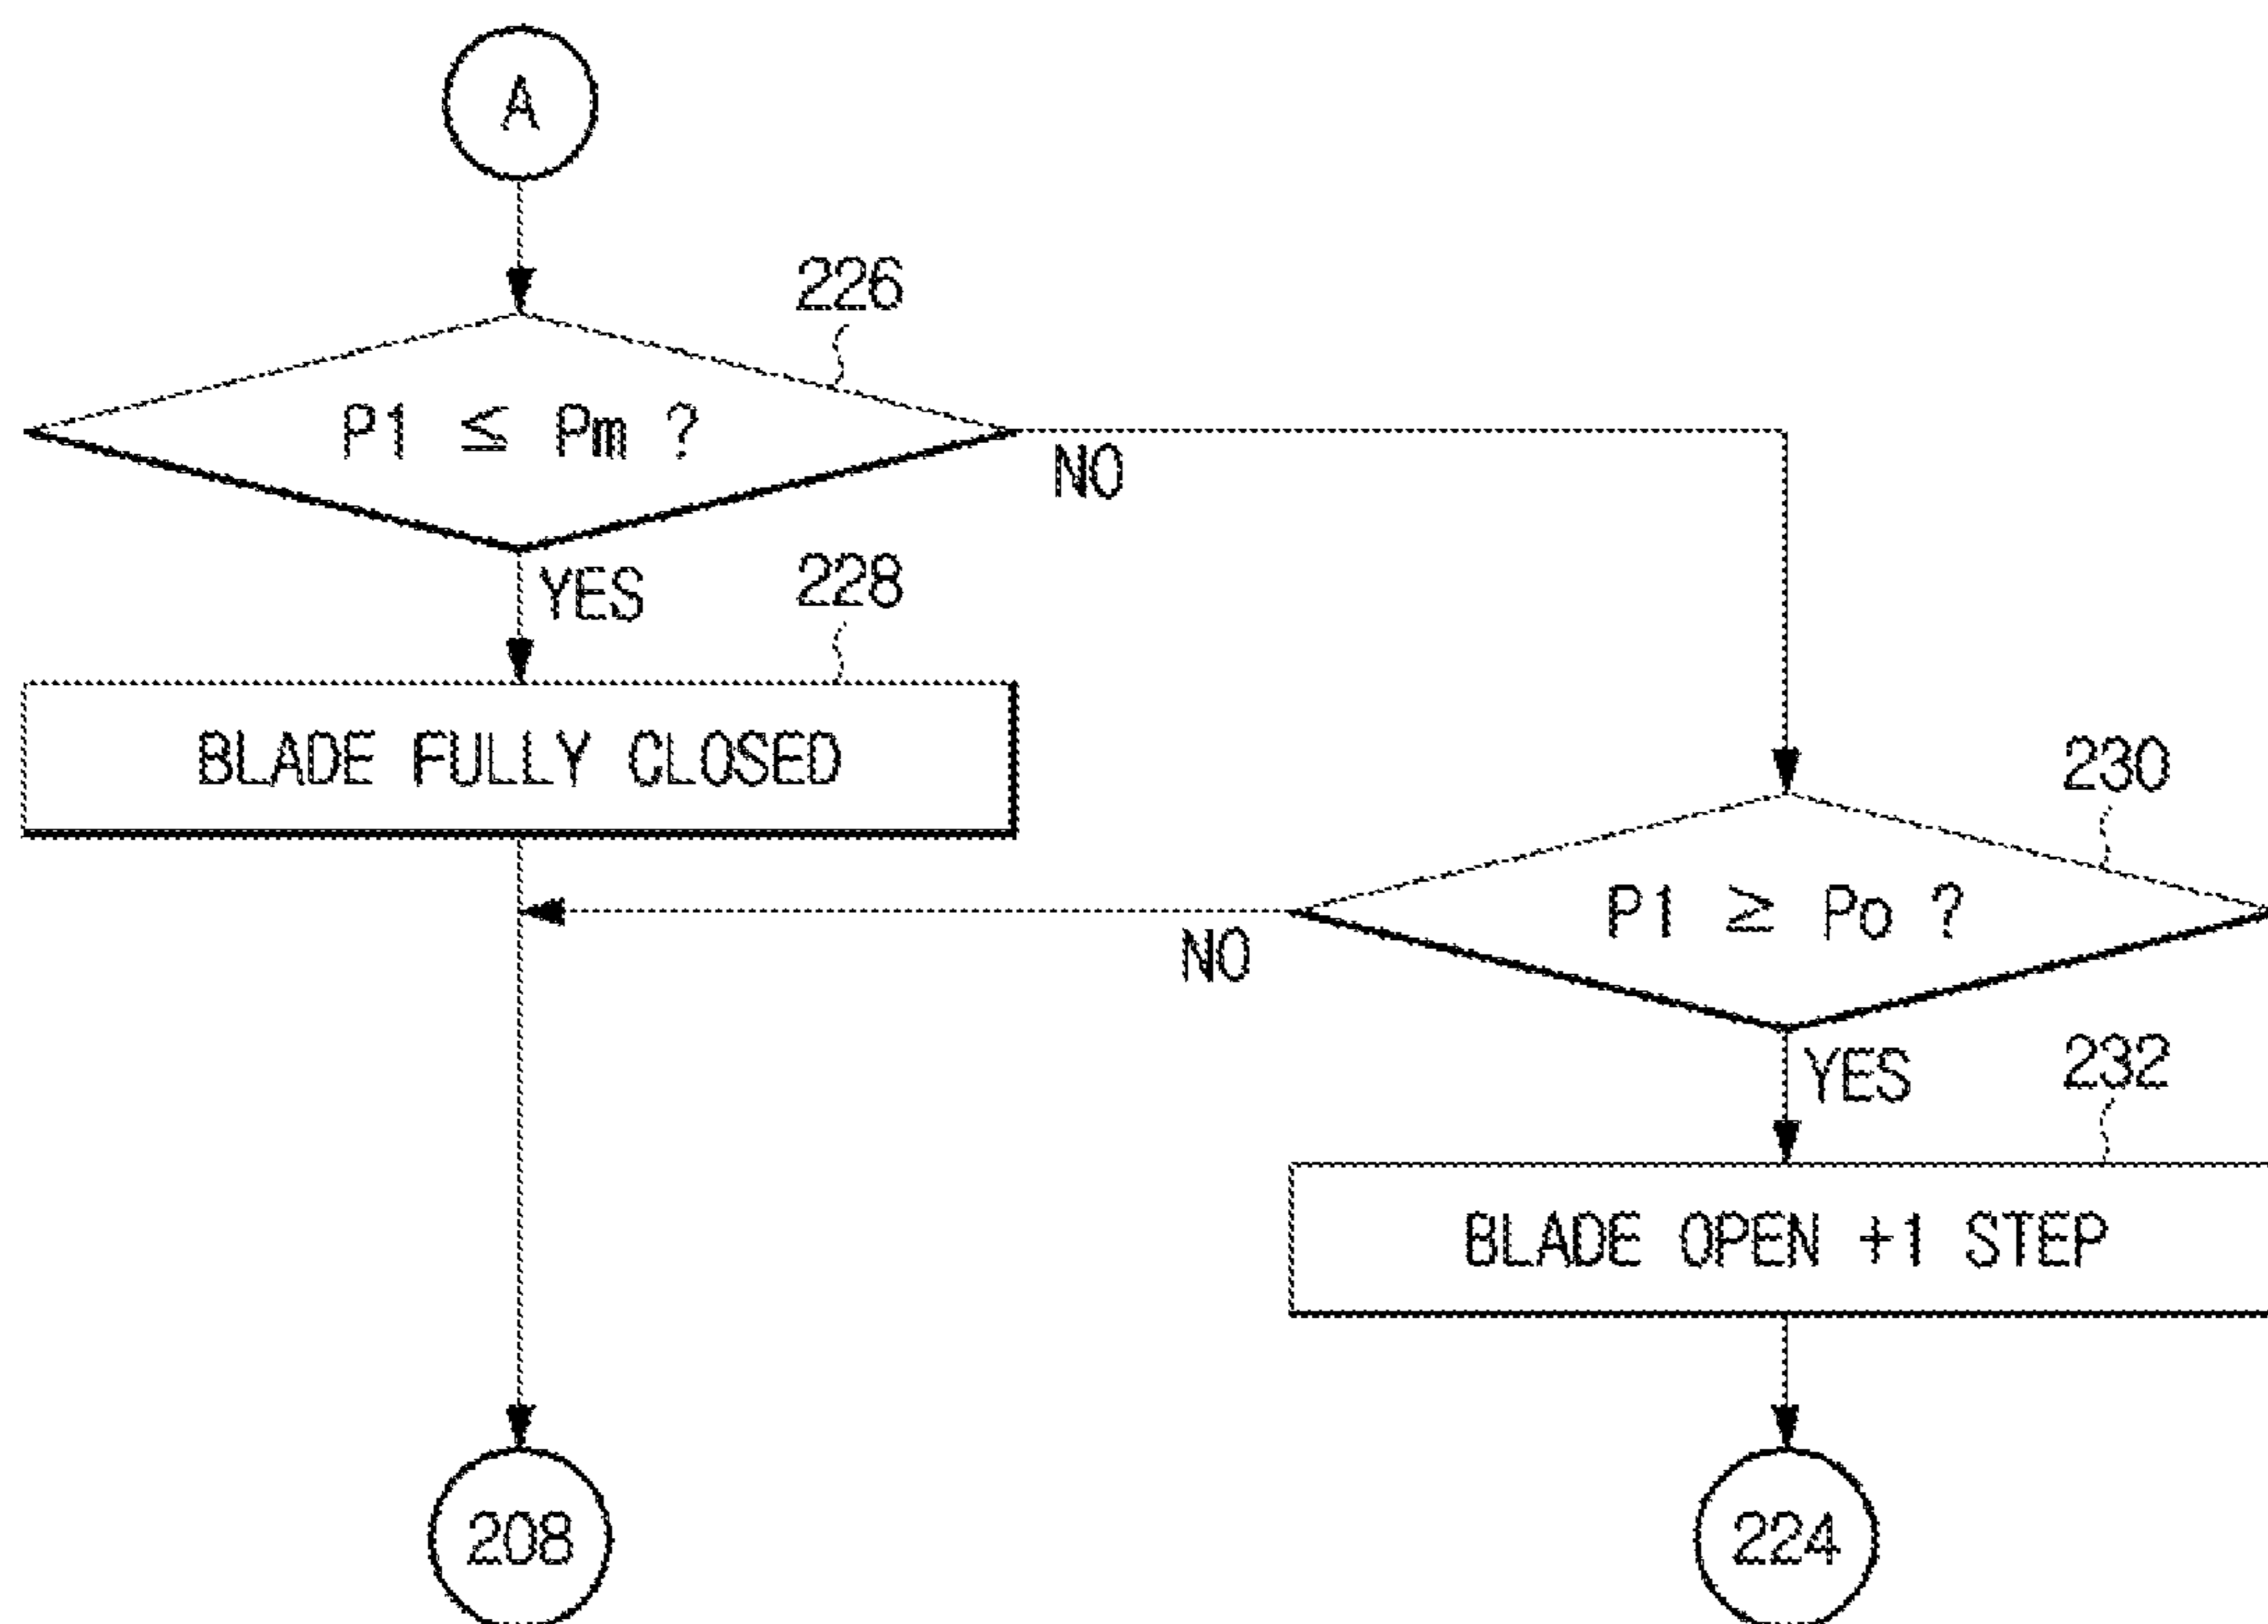 A
226
P1 ≤ Pm ?
NO
YES
228
BLADE FULLY CLOSED
230
P1 ≥ Po ?
NO
YES
232
BLADE OPEN +1 STEP
208
224